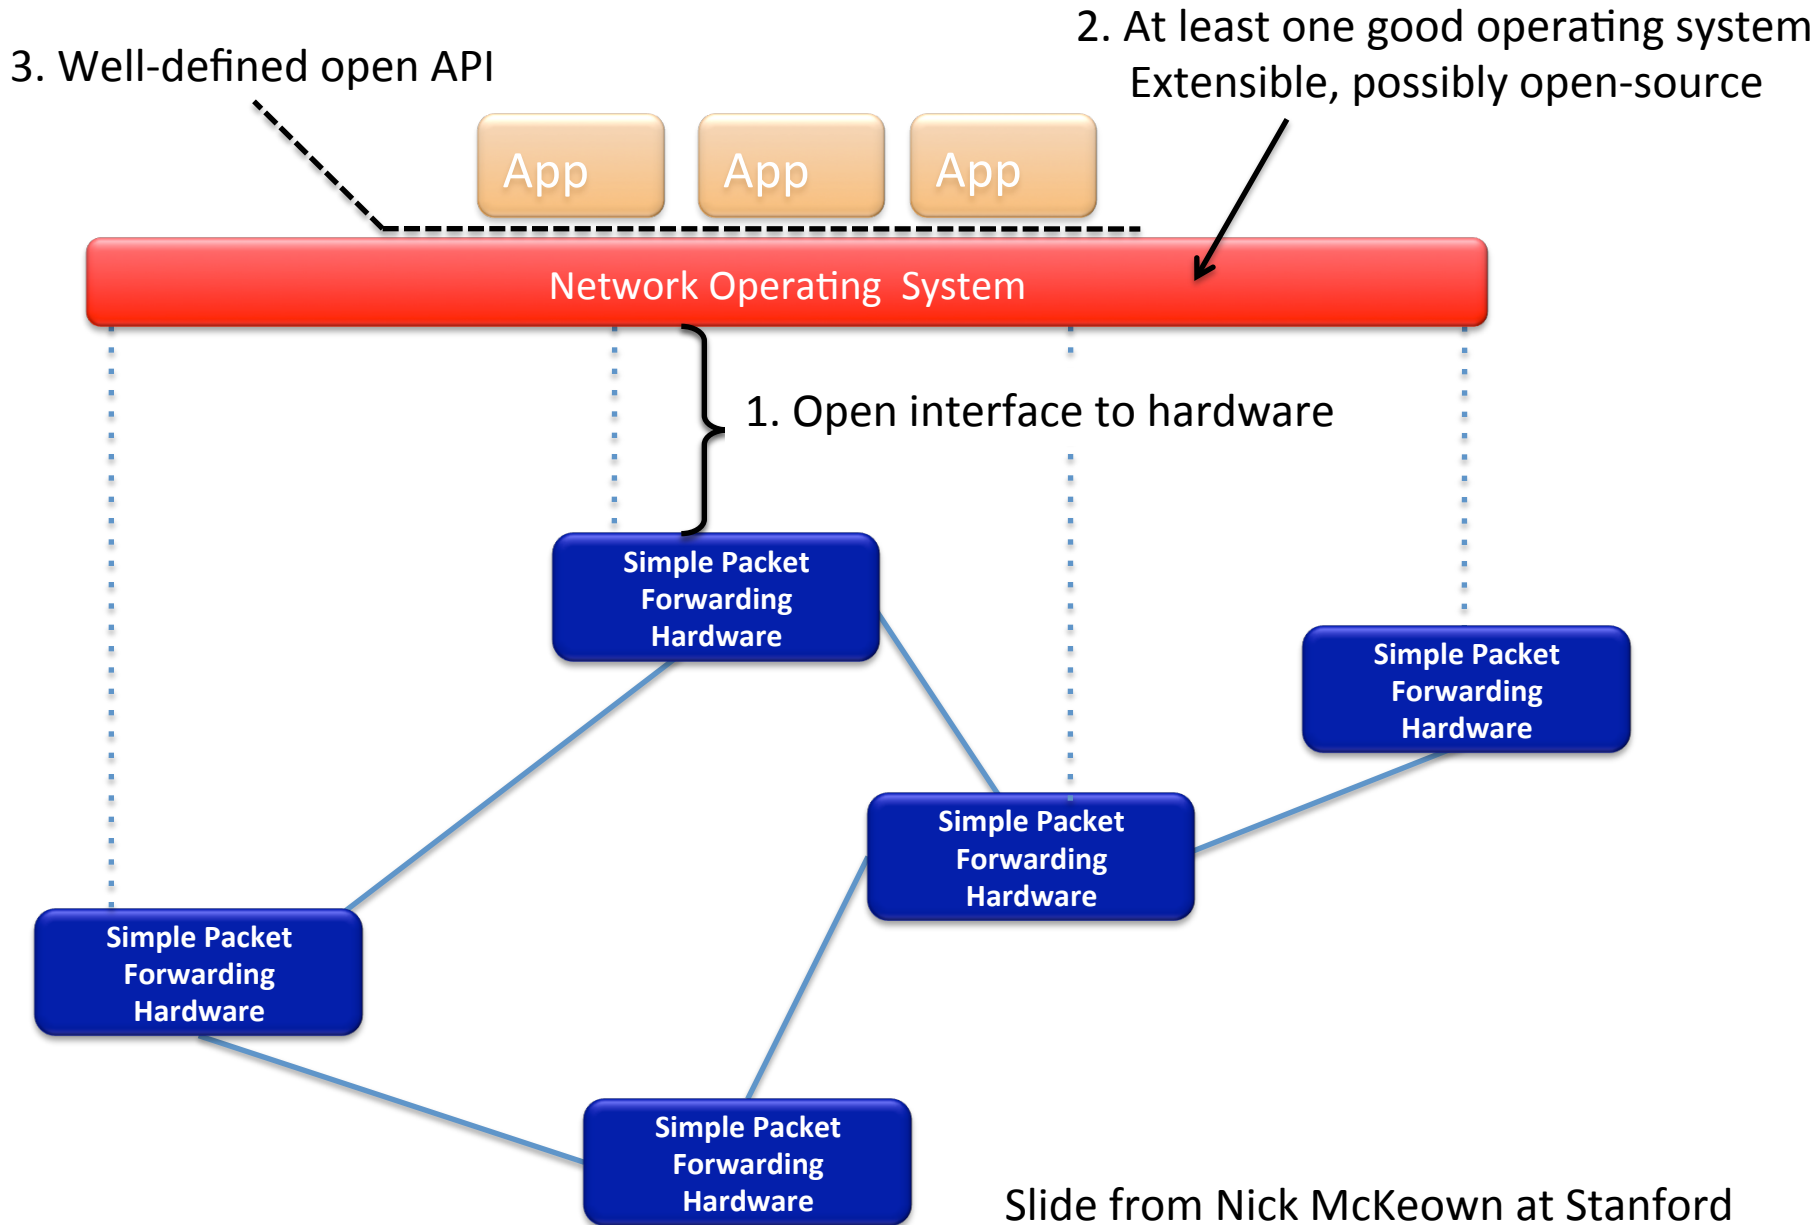 2. At least one good operating system
Extensible, possibly open-source
3. Well-defined open API
App
App
App
Network Operating System
1. Open interface to hardware
Simple Packet
Forwarding
Hardware
Simple Packet
Forwarding
Hardware
Simple Packet
Forwarding
Hardware
Simple Packet
Forwarding
Hardware
Simple Packet
Forwarding
Hardware
Slide from Nick McKeown at Stanford